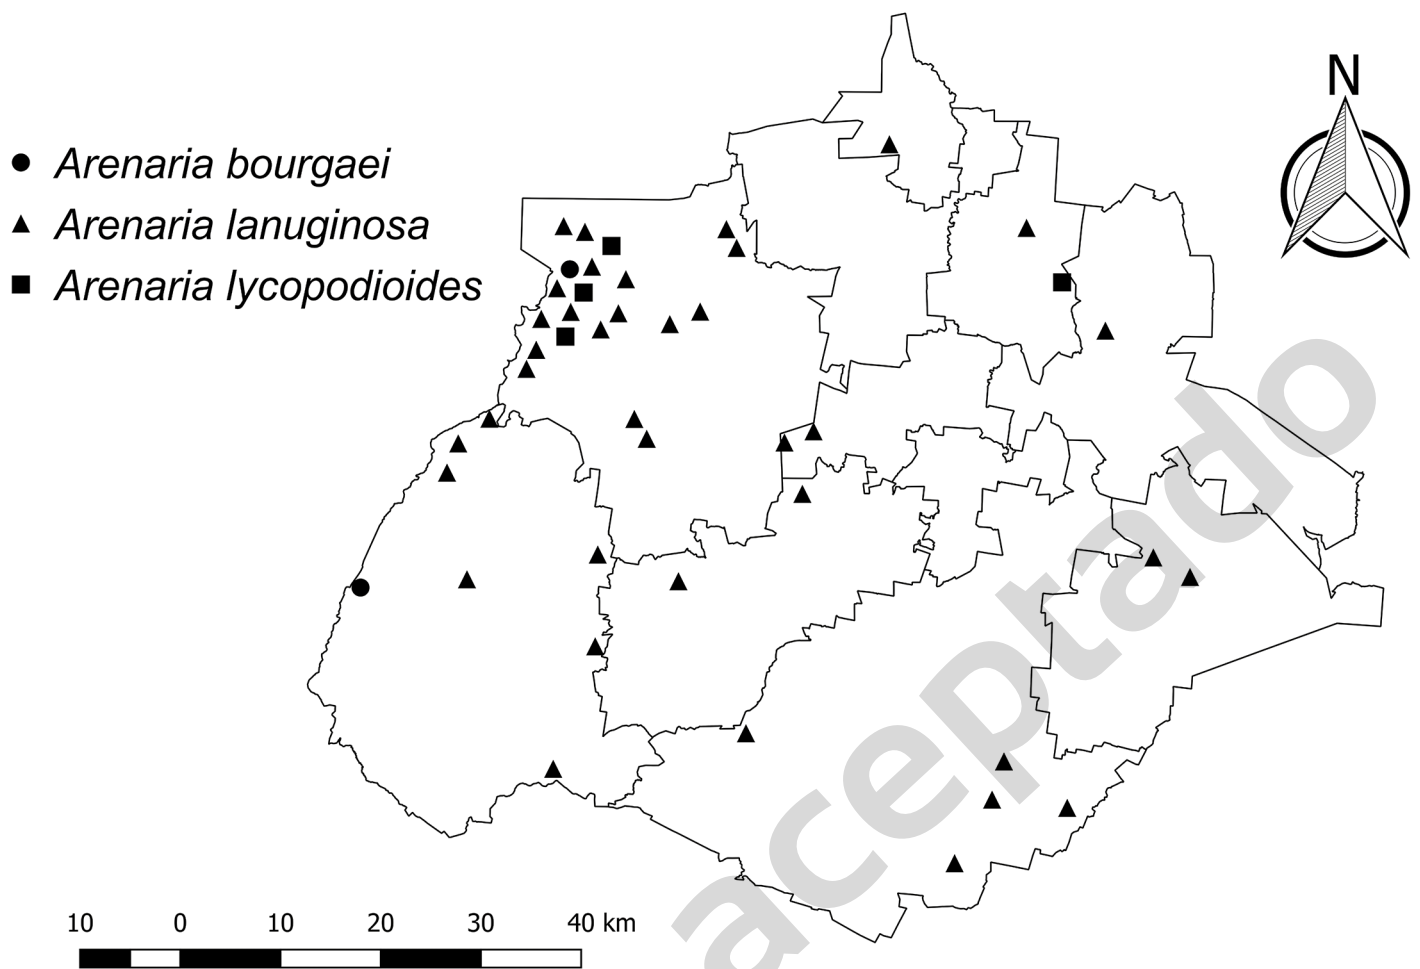 N
Arenaria bourgaei
Arenaria lanuginosa
Arenaria lycopodioides
aceptado
10 0 10 20 30 40 km